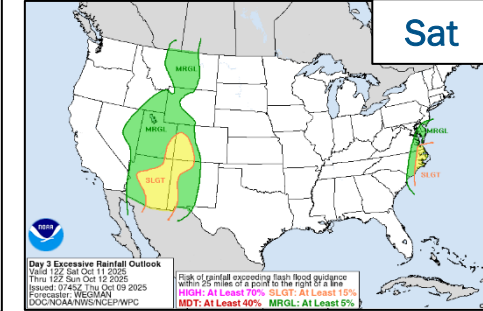 Sat
MRGL
MRGL
MRGL
SLGT
SLGT
NOAA
Day 3 Excessive Rainfall Outlook
Valid 12Z Sat Oct 11 2025
Thru 12Z Sun Oct 12 2025
Issued: 0745Z Thu Oct 09 2025
Forecaster: WEGMAN
DOC/NOAA/NWS/NCEP/WPC
Risk of rainfall exceeding flash flood guidance
within 25 miles of a point to the right of a line
HIGH: At Least 70% SLGT: At Least 15%
MDT: At Least 40% MRGL: At Least 5%